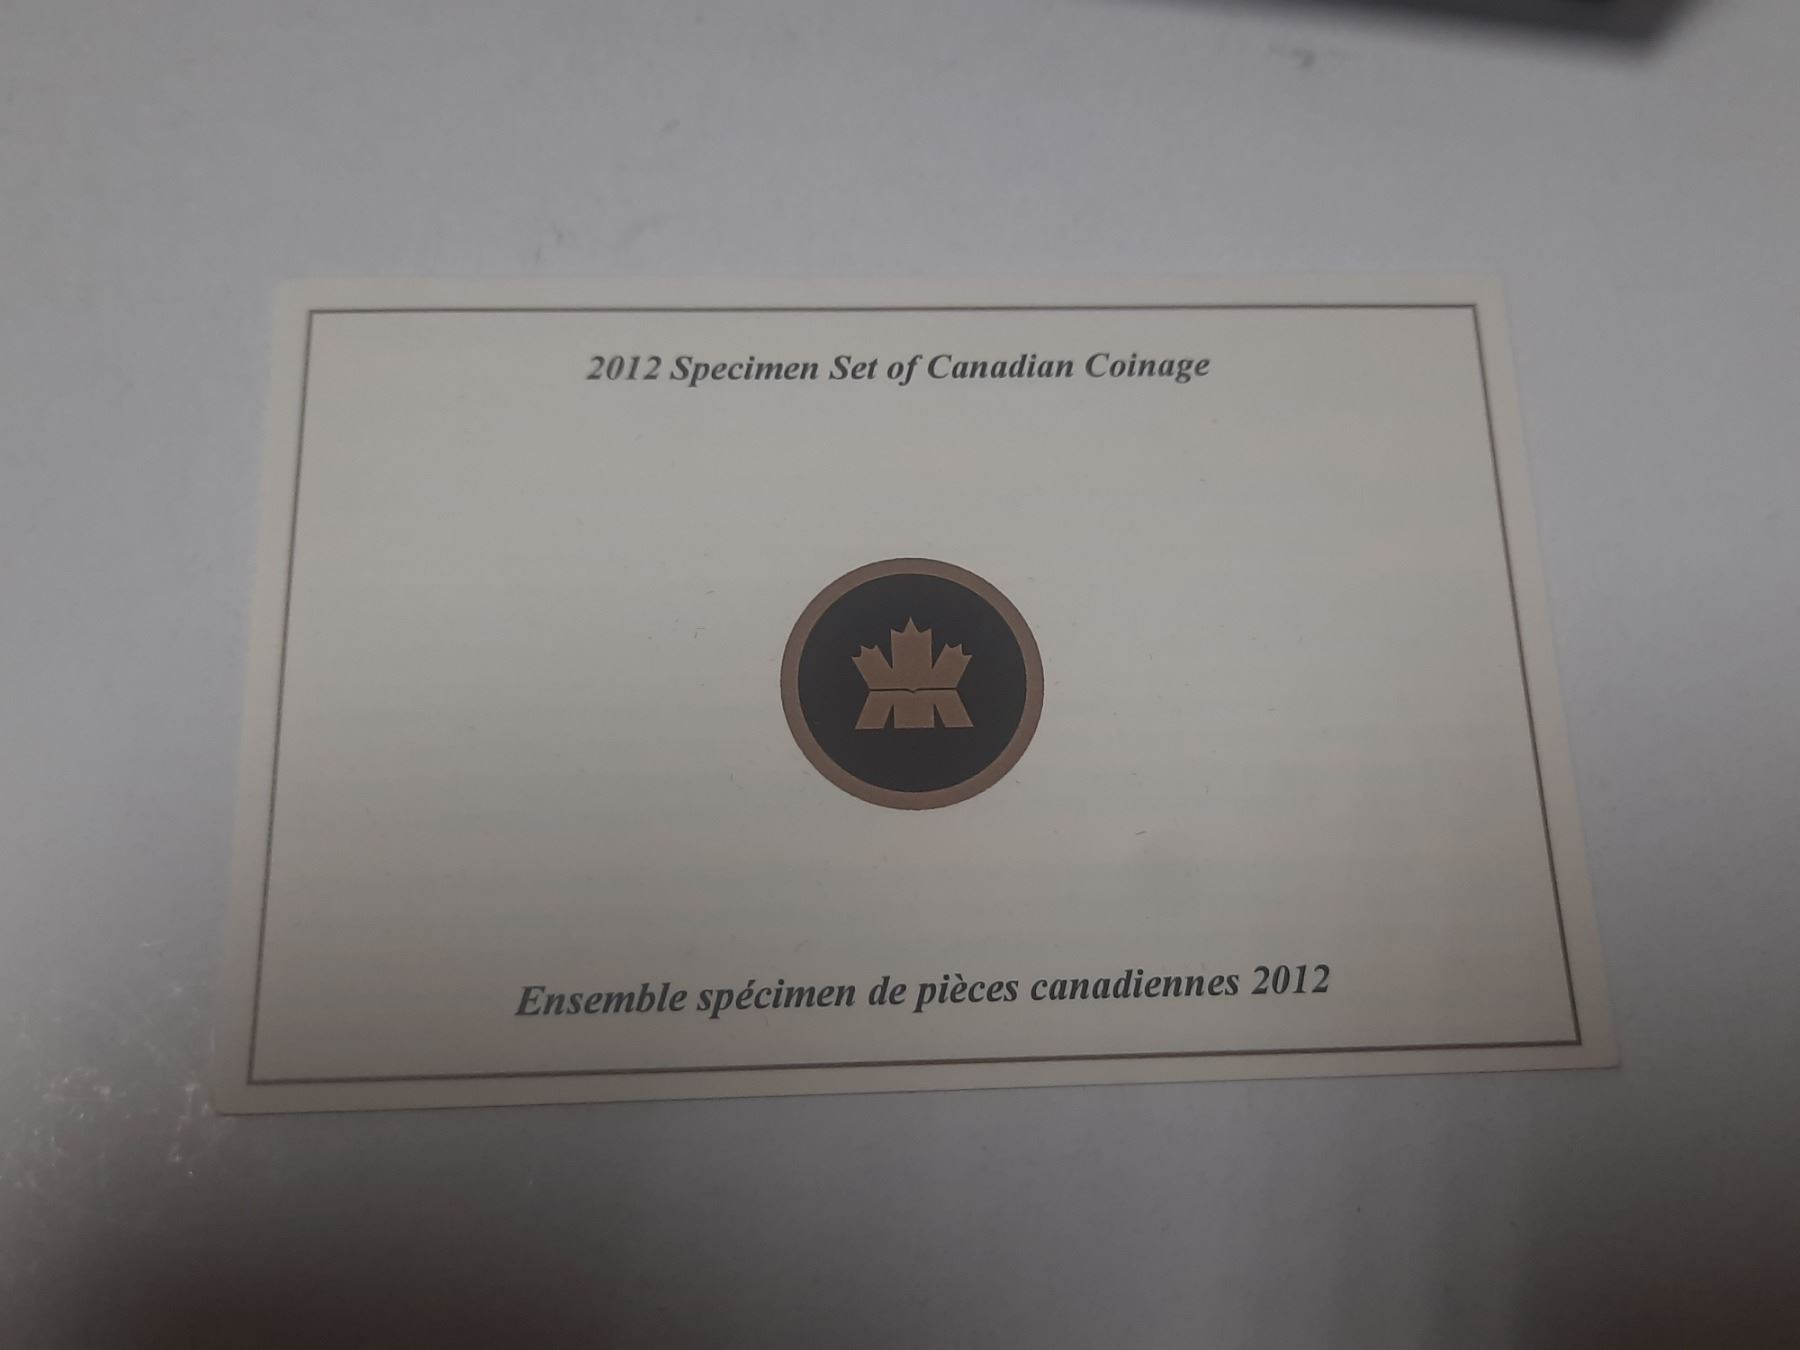 2012 Specimen Set of Canadian Coinage
Ensemble spécimen de pièces canadiennes 2012